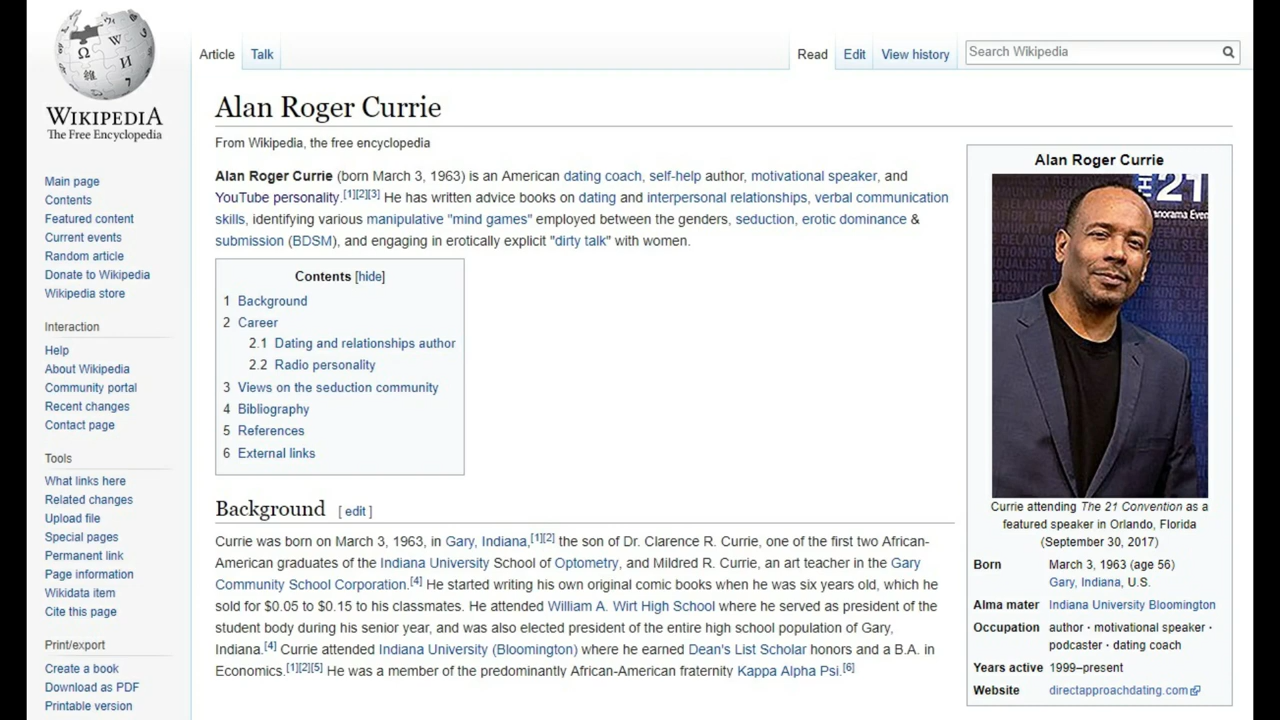 WIKIPEDIA
The Free Encyclopedia
Main page
Contents
Featured content
Current events
Random article
Donate to Wikipedia
Wikipedia store
Interaction
Help
About Wikipedia
Community portal
Recent changes
Contact page
Tools
What links here
Related changes
Upload file
Special pages
Permanent link
Page information
Wikidata item
Cite this page
Print/export
Create a book
Download as PDF
Printable version
Article Talk
Read Edit View history Search Wikipedia
Alan Roger Currie
From Wikipedia, the free encyclopedia
Alan Roger Currie (born March 3, 1963) is an American dating coach, self-help author, motivational speaker, and
YouTube personality.[1][2][3] He has written advice books on dating and interpersonal relationships, verbal communication
skills, identifying various manipulative "mind games" employed between the genders, seduction, erotic dominance &
submission (BDSM), and engaging in erotically explicit "dirty talk" with women.
Contents [hide]
1 Background
2 Career
2.1 Dating and relationships author
2.2 Radio personality
3 Views on the seduction community
4 Bibliography
5 References
6 External links
Background [ edit ]
Currie was born on March 3, 1963, in Gary, Indiana,[1][2] the son of Dr. Clarence R. Currie, one of the first two African-
American graduates of the Indiana University School of Optometry, and Mildred R. Currie, an art teacher in the Gary
Community School Corporation.[4] He started writing his own original comic books when he was six years old, which he
sold for $0.05 to $0.15 to his classmates. He attended William A. Wirt High School where he served as president of the
student body during his senior year, and was also elected president of the entire high school population of Gary,
Indiana.[4] Currie attended Indiana University (Bloomington) where he earned Dean's List Scholar honors and a B.A. in
Economics.[1][2][5] He was a member of the predominantly African-American fraternity Kappa Alpha Psi.[6]
Alan Roger Currie
21
Currie attending The 21 Convention as a
featured speaker in Orlando, Florida
(September 30, 2017)
Born March 3, 1963 (age 56)
Gary, Indiana, U.S.
Alma mater Indiana University Bloomington
Occupation author · motivational speaker ·
podcaster · dating coach
Years active 1999–present
Website directapproachdating.com